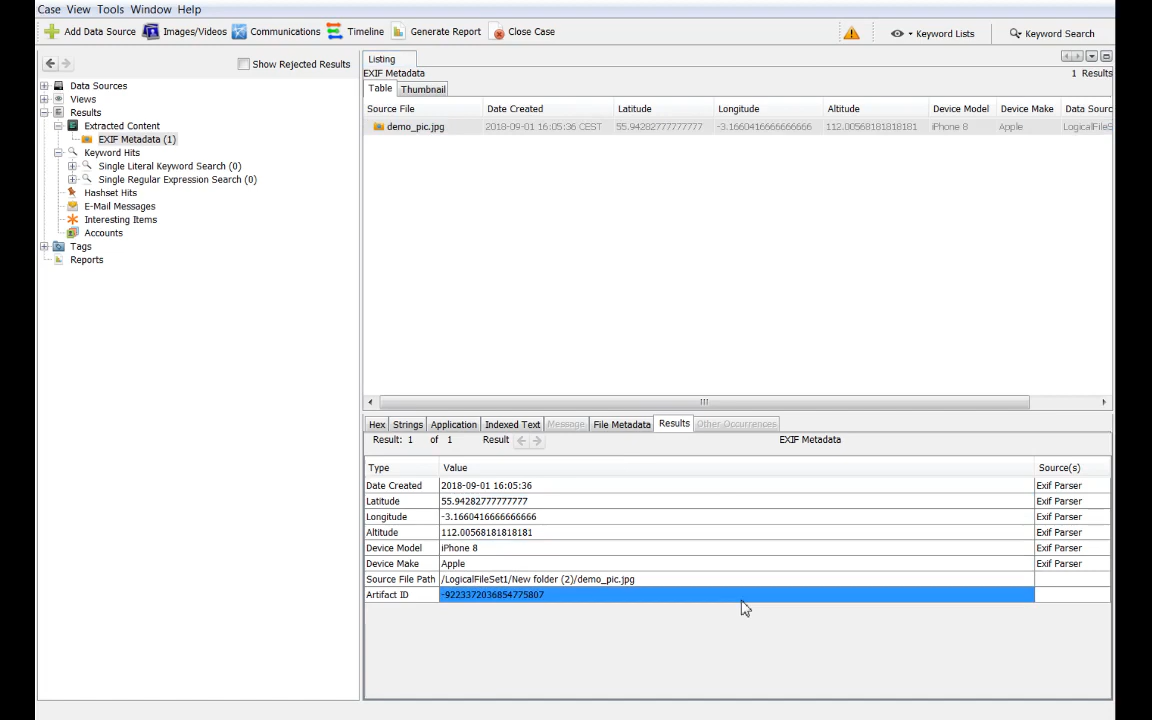 Case View Tools Window Help
Add Data Source Images/Videos Communications Timeline Generate Report Close Case Keyword Lists Keyword Search
Show Rejected Results
Data Sources
Views
Results
Extracted Content
EXIF Metadata (1)
Keyword Hits
Single Literal Keyword Search (0)
Single Regular Expression Search (0)
Hashset Hits
E-Mail Messages
Interesting Items
Accounts
Tags
Reports
Listing
EXIF Metadata
1 Results
Table Thumbnail
Source File Date Created Latitude Longitude Altitude Device Model Device Make Data Sourc
demo_pic.jpg 2018-09-01 16:05:36 CEST 55.94282777777777 -3.1660416666666666 112.00568181818181 iPhone 8 Apple LogicalFileS
Hex Strings Application Indexed Text Message File Metadata Results Other Occurrences
Result: 1 of 1 Result EXIF Metadata
Type Value Source(s)
Date Created 2018-09-01 16:05:36 Exif Parser
Latitude 55.94282777777777 Exif Parser
Longitude -3.1660416666666666 Exif Parser
Altitude 112.00568181818181 Exif Parser
Device Model iPhone 8 Exif Parser
Device Make Apple Exif Parser
Source File Path /LogicalFileSet1/New folder (2)/demo_pic.jpg
Artifact ID -9223372036854775807